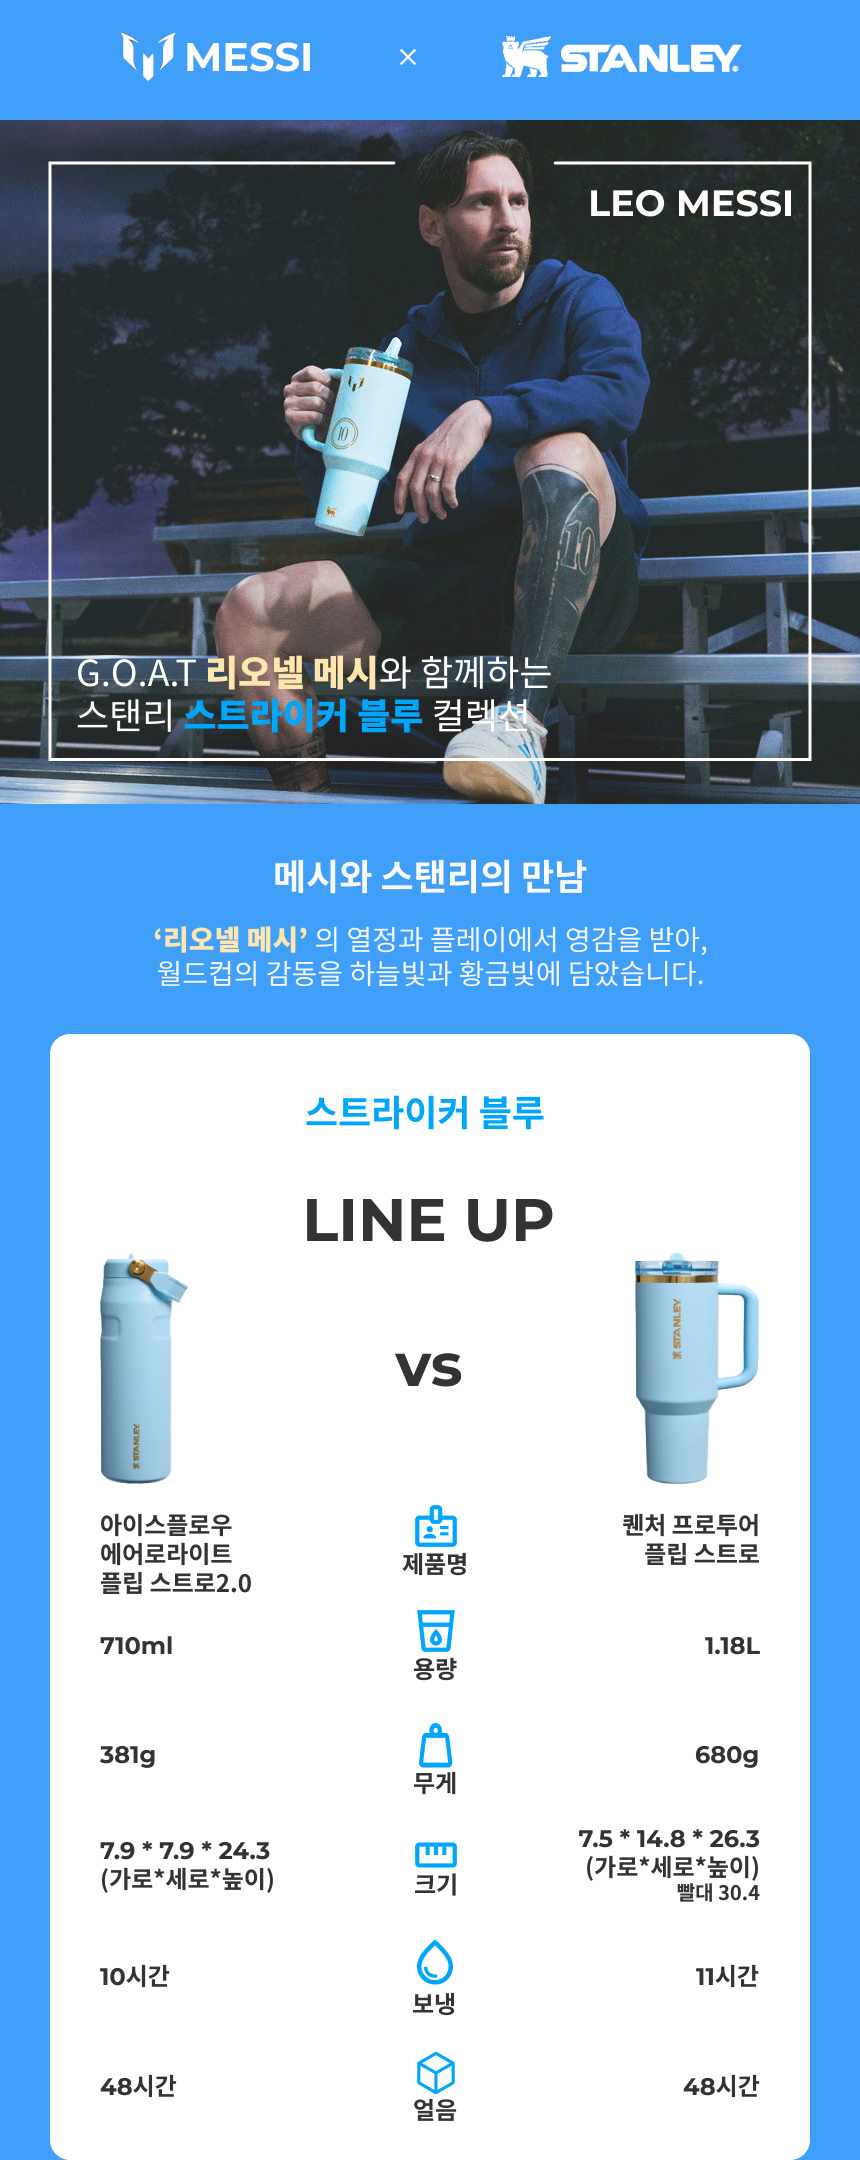 MESSI × STANLEY
LEO MESSI
10
10
G.O.A.T 리오넬 메시와 함께하는
스탠리 스트라이커 블루 컬렉션
메시와 스탠리의 만남
‘리오넬 메시’ 의 열정과 플레이에서 영감을 받아,
월드컵의 감동을 하늘빛과 황금빛에 담았습니다.
스트라이커 블루
LINE UP
STANLEY
VS
STANLEY
아이스플로우
에어로라이트
플립 스트로2.0
제품명
퀜처 프로투어
플립 스트로
710ml
용량
1.18L
381g
무게
680g
7.9 * 7.9 * 24.3
(가로*세로*높이)
크기
7.5 * 14.8 * 26.3
(가로*세로*높이)
빨대 30.4
10시간
보냉
11시간
48시간
얼음
48시간